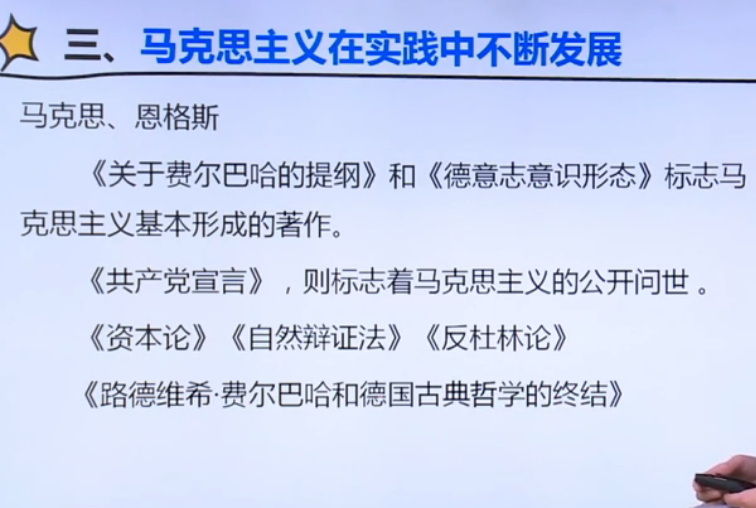 三、马克思主义在实践中不断发展
马克思、恩格斯
《关于费尔巴哈的提纲》和《德意志意识形态》标志马
克思主义基本形成的著作。
《共产党宣言》，则标志着马克思主义的公开问世 。
《资本论》《自然辩证法》《反杜林论》
《路德维希·费尔巴哈和德国古典哲学的终结》